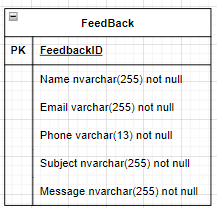 FeedBack
PK FeedbackID
Name nvarchar(255) not null
Email varchar(255) not null
Phone varchar(13) not null
Subject nvarchar(255) not null
Message nvarchar(255) not null